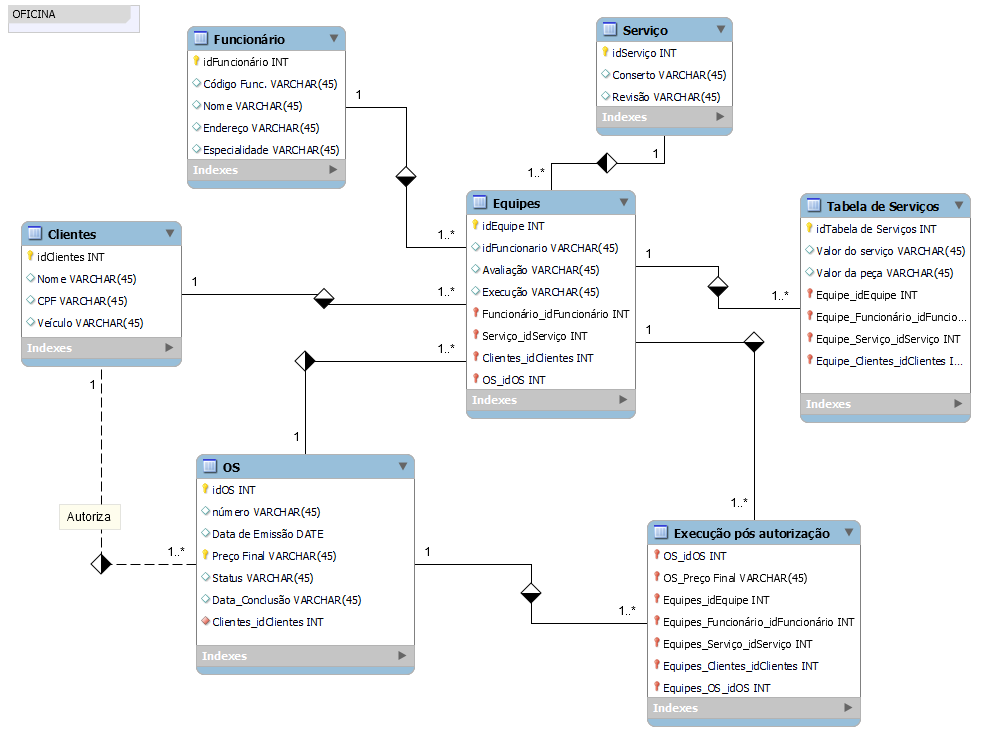 OFICINA
Funcionário
idFuncionário INT
Código Func. VARCHAR(45)
Nome VARCHAR(45)
Endereço VARCHAR(45)
Especialidade VARCHAR(45)
Indexes
Serviço
idServiço INT
Conserto VARCHAR(45)
Revisão VARCHAR(45)
Indexes
1
1..*
1
1..*
Equipes
idEquipe INT
idFuncionario VARCHAR(45)
Avaliação VARCHAR(45)
Execução VARCHAR(45)
Funcionário_idFuncionário INT
Serviço_idServiço INT
Clientes_idClientes INT
OS_idOS INT
Indexes
Tabela de Serviços
idTabela de Serviços INT
Valor do serviço VARCHAR(45)
Valor da peça VARCHAR(45)
Equipe_idEquipe INT
Equipe_Funcionário_idFuncio...
Equipe_Serviço_idServiço INT
Equipe_Clientes_idClientes I...
Indexes
Clientes
idClientes INT
Nome VARCHAR(45)
CPF VARCHAR(45)
Veículo VARCHAR(45)
Indexes
1
1..*
1
1..*
1
1..*
1
1..*
1
Autoriza
1..*
OS
idOS INT
número VARCHAR(45)
Data de Emissão DATE
Preço Final VARCHAR(45)
Status VARCHAR(45)
Data_Conclusão VARCHAR(45)
Clientes_idClientes INT
Indexes
1
1..*
Execução pós autorização
OS_idOS INT
OS_Preço Final VARCHAR(45)
Equipes_idEquipe INT
Equipes_Funcionário_idFuncionário INT
Equipes_Serviço_idServiço INT
Equipes_Clientes_idClientes INT
Equipes_OS_idOS INT
Indexes